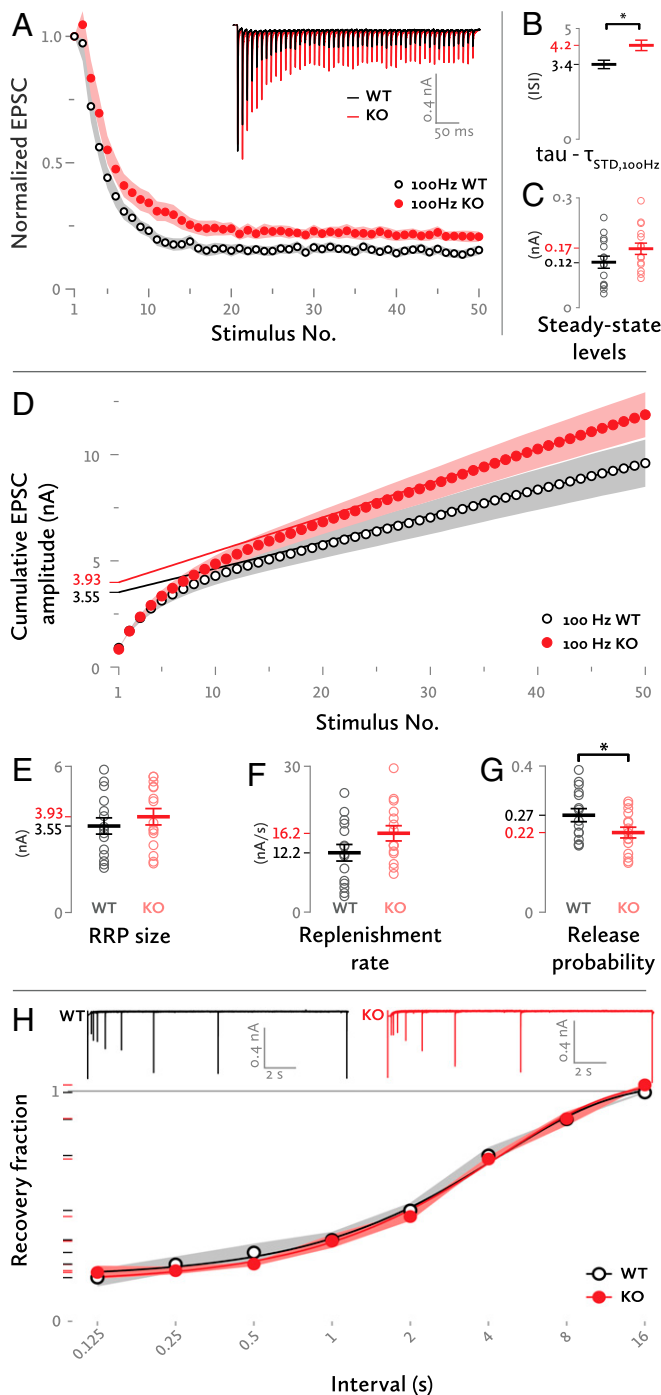 A
Normalized EPSC
1.0
0.5
0
1
10
20
30
40
50
Stimulus No.
WT
KO
0.4 nA
50 ms
100Hz WT
100Hz KO
B
*
5
4.2
3.4
0
(ISI)
tau - τSTD,100Hz
C
0.3
0.17
0.12
0
(nA)
Steady-state
levels
D
Cumulative EPSC
amplitude (nA)
10
5
3.93
3.55
0
1
10
20
30
40
50
Stimulus No.
100 Hz WT
100 Hz KO
E
6
3.93
3.55
0
(nA)
WT
KO
RRP size
F
30
16.2
12.2
0
(nA/s)
WT
KO
Replenishment
rate
G
*
0.4
0.27
0.22
0
WT
KO
Release
probability
H
WT
0.4 nA
2 s
KO
0.4 nA
2 s
Recovery fraction
1
0
0.125
0.25
0.5
1
2
4
8
16
Interval (s)
WT
KO